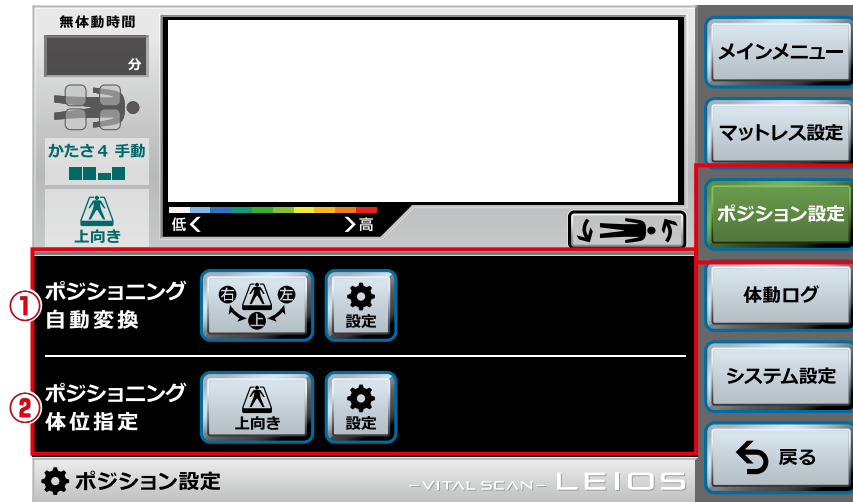 無体動時間
分
かたさ4 手動
上向き
低
高
メインメニュー
マットレス設定
ポジション設定
体動ログ
システム設定
戻る
①
ポジショニング
自動変換
右
左
上
設定
②
ポジショニング
体位指定
上向き
設定
ポジション設定
–VITAL SCAN– LEIOS